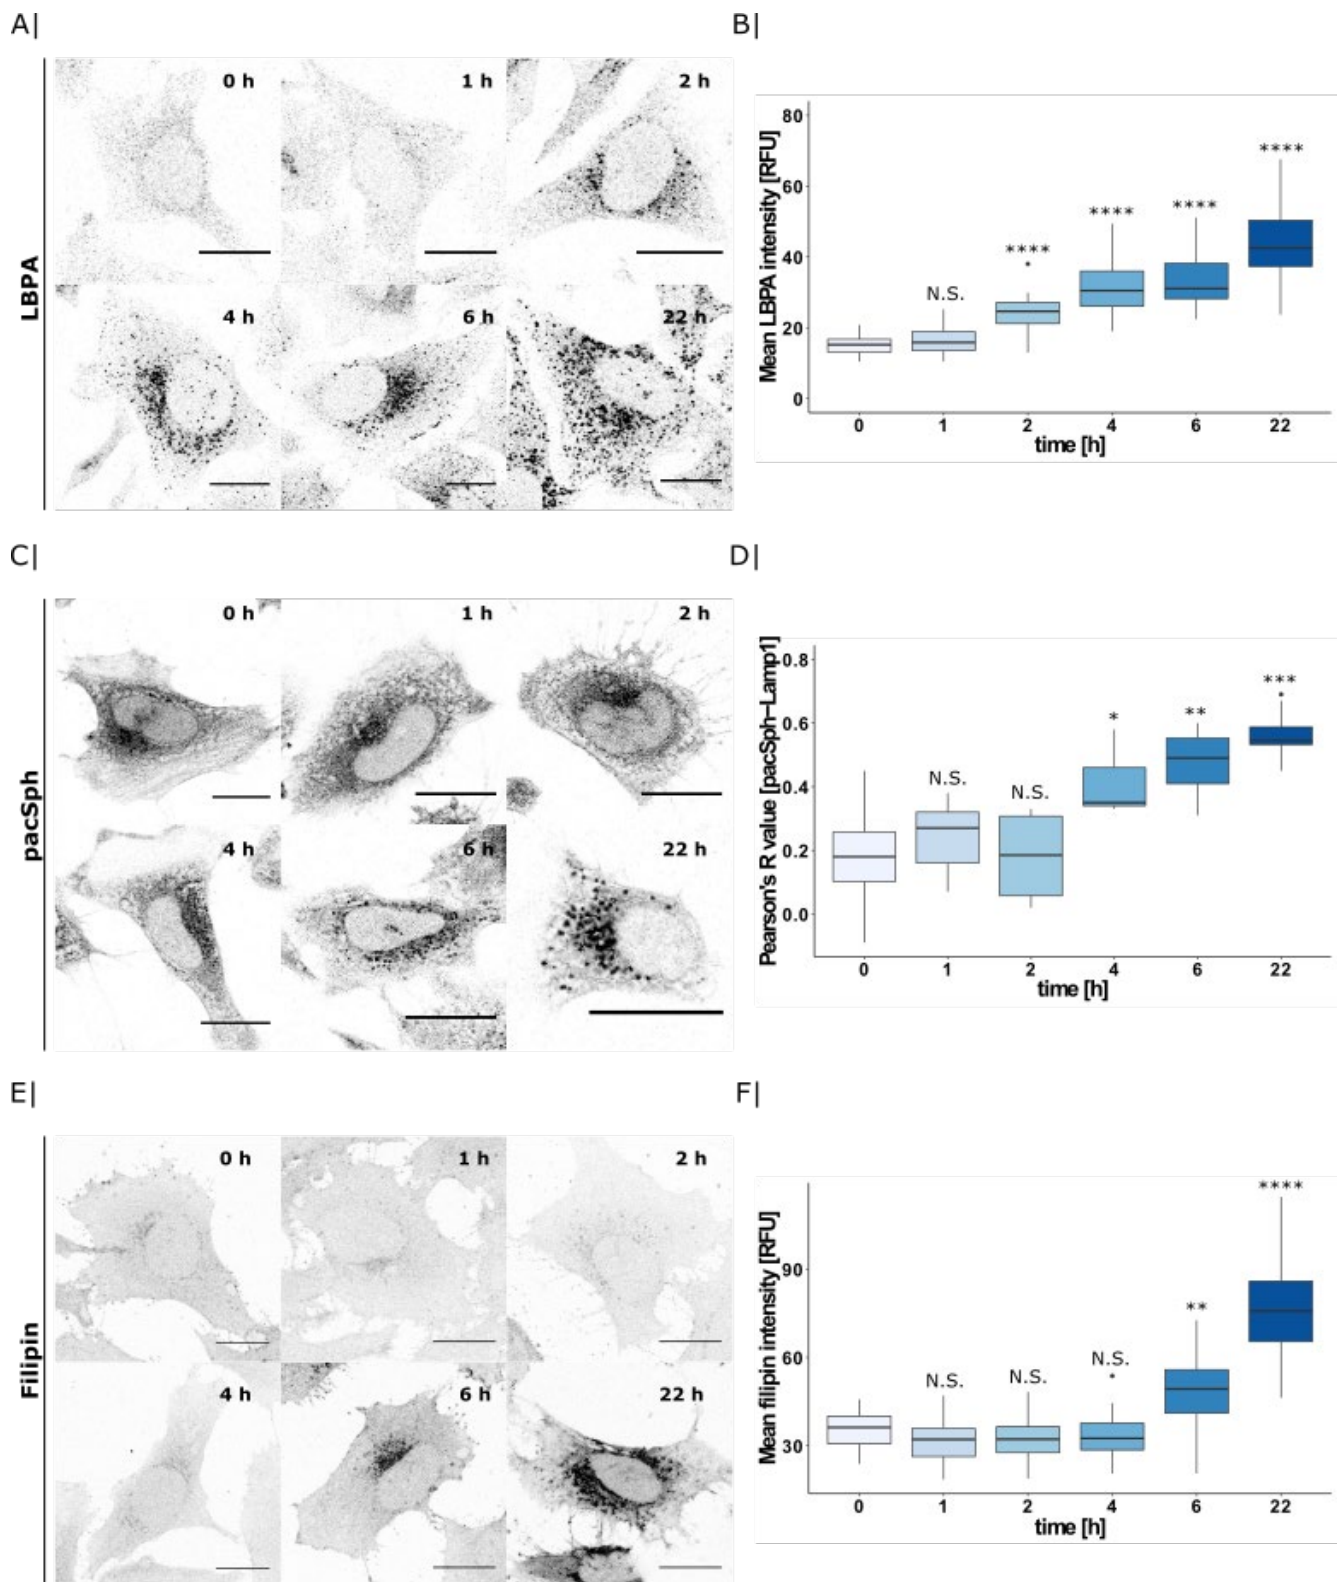 A|
B|
LBPA
0 h
1 h
2 h
4 h
6 h
22 h
Mean LBPA intensity [RFU]
80
60
40
20
0
N.S.
****
****
****
****
0 1 2 4 6 22
time [h]
C|
D|
pacSph
0 h
1 h
2 h
4 h
6 h
22 h
Pearson's R value [pacSph-Lamp1]
0.8
0.6
0.4
0.2
0.0
N.S.
N.S.
*
**
***
0 1 2 4 6 22
time [h]
E|
F|
Filipin
0 h
1 h
2 h
4 h
6 h
22 h
Mean filipin intensity [RFU]
90
60
30
N.S.
N.S.
N.S.
**
****
0 1 2 4 6 22
time [h]